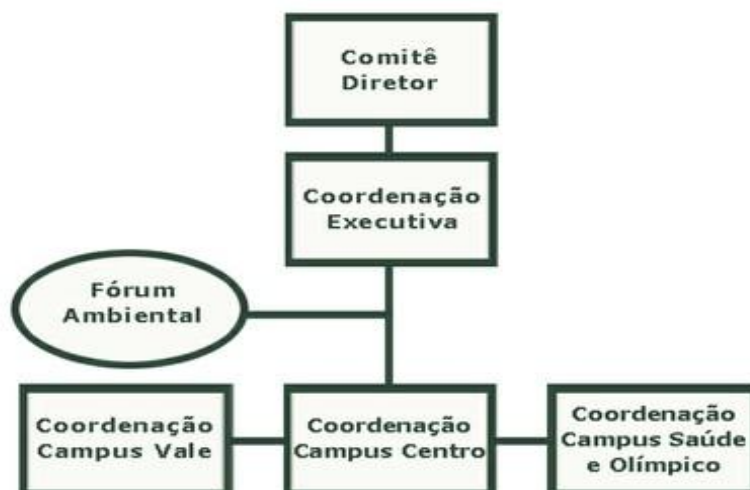 Comitê
Diretor
Coordenação
Executiva
Fórum
Ambiental
Coordenação
Campus Vale
Coordenação
Campus Centro
Coordenação
Campus Saúde
e Olímpico